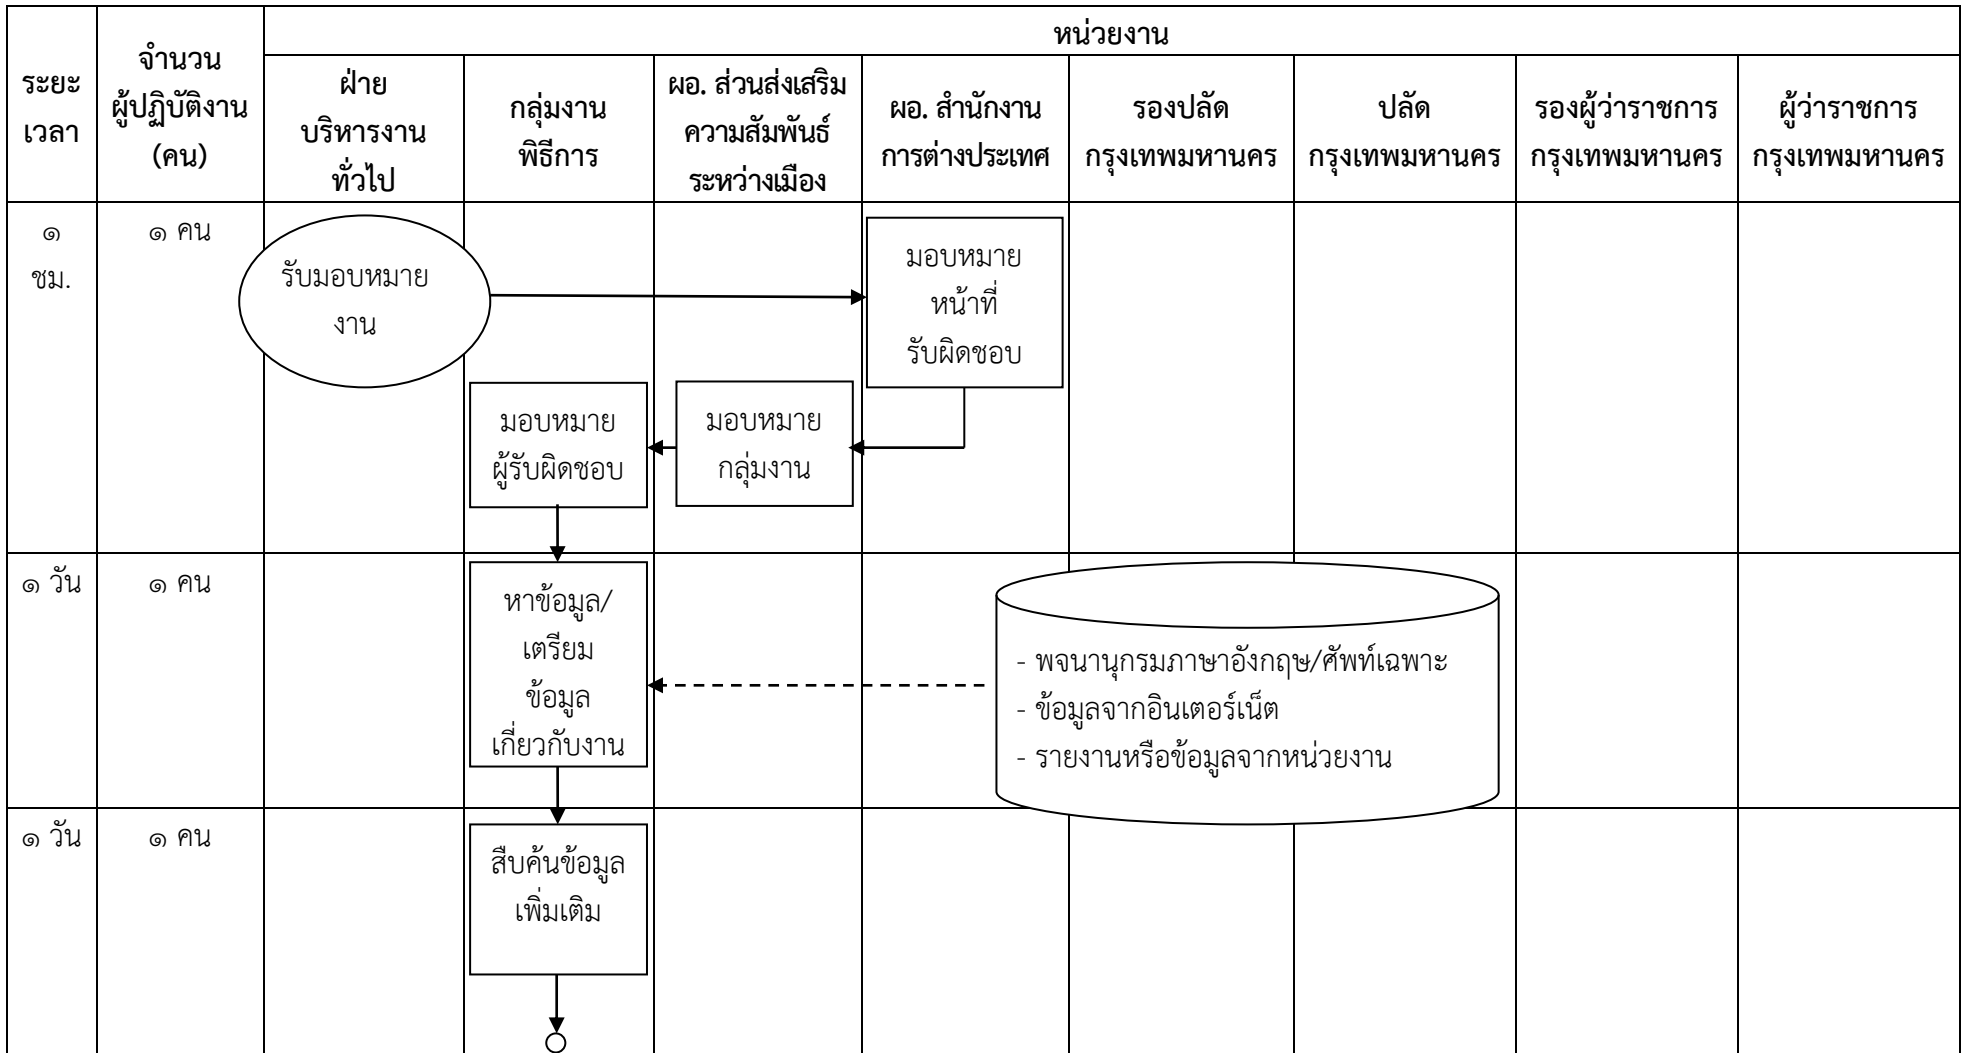 หน่วยงาน
ระยะ
เวลา
จำนวน
ผู้ปฏิบัติงาน
(คน)
ฝ่าย
บริหารงาน
ทั่วไป
กลุ่มงาน
พิธีการ
ผอ. ส่วนส่งเสริม
ความสัมพันธ์
ระหว่างเมือง
ผอ. สำนักงาน
การต่างประเทศ
รองปลัด
กรุงเทพมหานคร
ปลัด
กรุงเทพมหานคร
รองผู้ว่าราชการ
กรุงเทพมหานคร
ผู้ว่าราชการ
กรุงเทพมหานคร
๑
ชม.
๑ คน
รับมอบหมาย
งาน
มอบหมาย
หน้าที่
รับผิดชอบ
มอบหมาย
กลุ่มงาน
มอบหมาย
ผู้รับผิดชอบ
๑ วัน
๑ คน
หาข้อมูล/
เตรียม
ข้อมูล
เกี่ยวกับงาน
- พจนานุกรมภาษาอังกฤษ/ศัพท์เฉพาะ
- ข้อมูลจากอินเตอร์เน็ต
- รายงานหรือข้อมูลจากหน่วยงาน
๑ วัน
๑ คน
สืบค้นข้อมูล
เพิ่มเติม